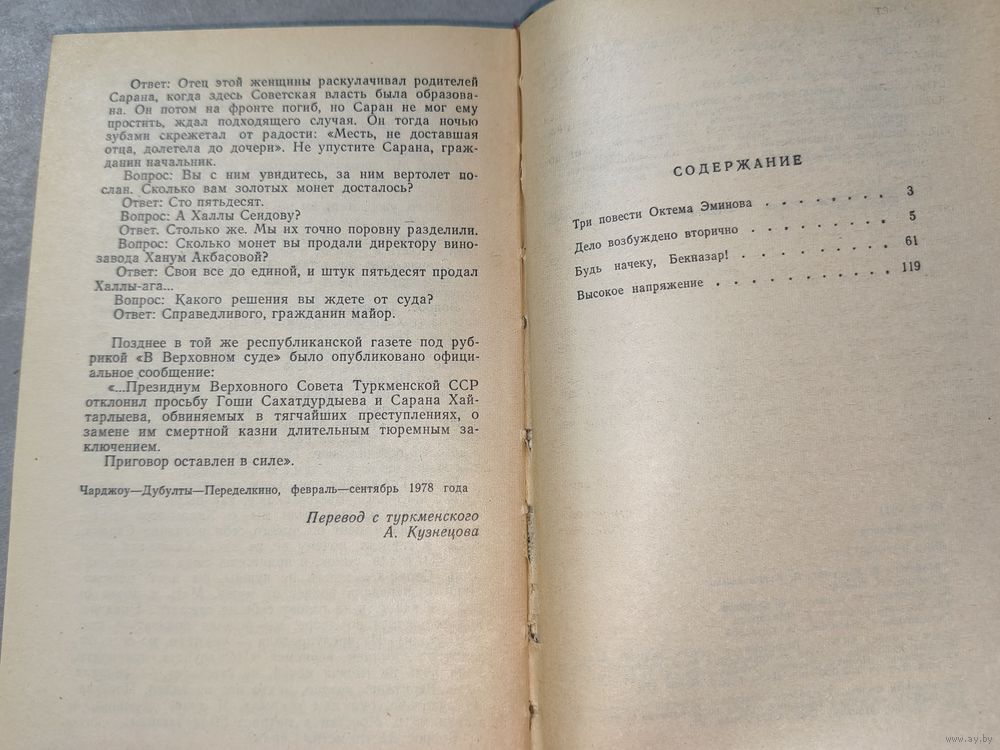 Ответ: Отец этой женщины раскулачивал родителей
Сарана, когда здесь Советская власть была образова-
на. Он потом на фронте погиб, но Саран не мог ему
простить, ждал подходящего случая. Он тогда ночью
зубами скрежетал от радости: «Месть, не доставшая
отца, долетела до дочери». Не упустите Сарана, граж-
данин начальник.
Вопрос: Вы с ним увидитесь, за ним вертолет по-
слан. Сколько вам золотых монет досталось?
Ответ: Сто пятьдесят.
Вопрос: А Халлы Сеидову?
Ответ. Столько же. Мы их точно поровну разделили.
Вопрос: Сколько монет вы продали директору вино-
завода Ханум Акбасовой?
Ответ: Свои все до единой, и штук пятьдесят продал
Халлы-ага...
Вопрос: Какого решения вы ждете от суда?
Ответ: Справедливого, гражданин майор.
Позднее в той же республиканской газете под руб-
рикой «В Верховном суде» было опубликовано офици-
альное сообщение:
«...Президиум Верховного Совета Туркменской ССР
отклонил просьбу Гоши Сахатдурдыева и Сарана Хай-
тарлыева, обвиняемых в тягчайших преступлениях, о
замене им смертной казни длительным тюремным за-
ключением.
Приговор оставлен в силе».
Чарджоу—Дубулты—Переделкино, февраль—сентябрь 1978 года
Перевод с туркменского
А. Кузнецова
СОДЕРЖАНИЕ
Три повести Октема Эминова . . . . . . . . 3
Дело возбуждено вторично . . . . . . . . . 5
Будь начеку, Бекназар! . . . . . . . . . . 61
Высокое напряжение . . . . . . . . . . . 119
www.ay.by